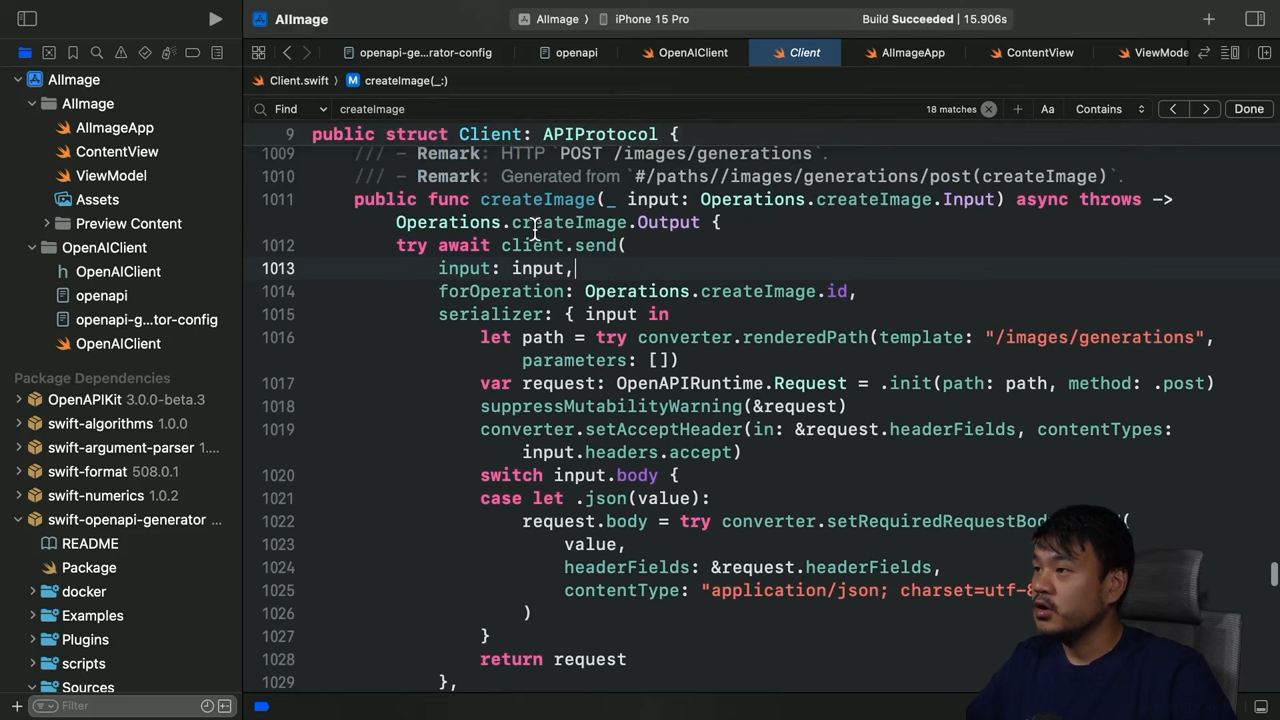 AIImage
AIImage
iPhone 15 Pro
Build Succeeded | 15.906s
openapi-ge...rator-config
openapi
OpenAIClient
Client
AIImageApp
ContentView
ViewMode
Client.swift
M
createImage(_:)
Find
createImage
18 matches
Aa
Contains
Done
AIImage
AIImage
AIImageApp
ContentView
ViewModel
Assets
Preview Content
OpenAIClient
OpenAIClient
openapi
openapi-g...tor-config
OpenAIClient
Package Dependencies
OpenAPIKit 3.0.0-beta.3
swift-algorithms 1.0.0
swift-argument-parser 1....
swift-format 508.0.1
swift-numerics 1.0.2
swift-openapi-generator ...
README
Package
docker
Examples
Plugins
scripts
Sources
Filter
9 public struct Client: APIProtocol {
1009 /// - Remark: HTTP `POST /images/generations`.
1010 /// - Remark: Generated from `#/paths//images/generations/post(createImage)`.
1011 public func createImage(_ input: Operations.createImage.Input) async throws ->
Operations.createImage.Output {
1012 try await client.send(
1013 input: input,
1014 forOperation: Operations.createImage.id,
1015 serializer: { input in
1016 let path = try converter.renderedPath(template: "/images/generations",
parameters: [])
1017 var request: OpenAPIRuntime.Request = .init(path: path, method: .post)
1018 suppressMutabilityWarning(&request)
1019 converter.setAcceptHeader(in: &request.headerFields, contentTypes:
input.headers.accept)
1020 switch input.body {
1021 case let .json(value):
1022 request.body = try converter.setRequiredRequestBod
1023 value,
1024 headerFields: &request.headerFields,
1025 contentType: "application/json; charset=utf-8
1026 )
1027 }
1028 return request
1029 },